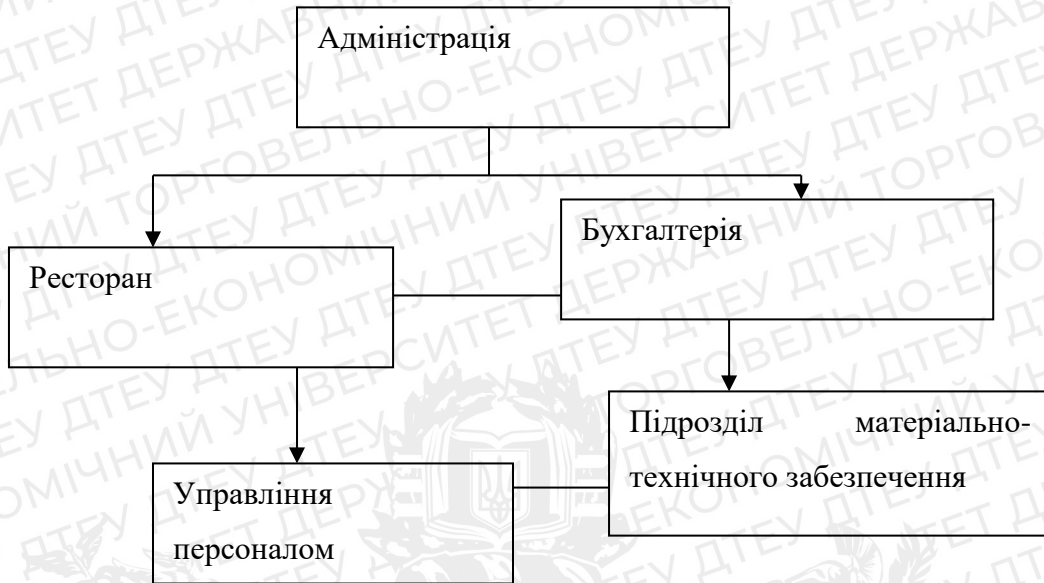 Адміністрація
Бухгалтерія
Ресторан
Підрозділ матеріально-
технічного забезпечення
Управління
персоналом